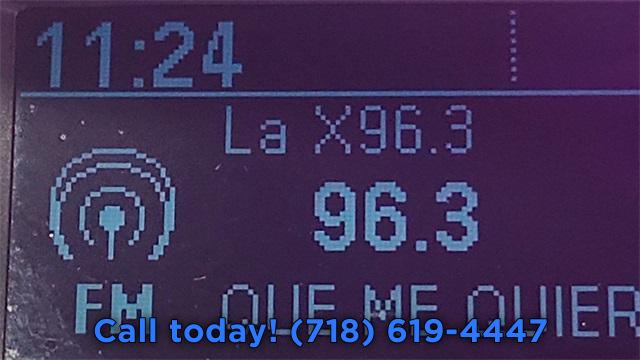 11:24
La X96.3
96.3
FM QUE ME QUIER
Call today! (718) 619-4447